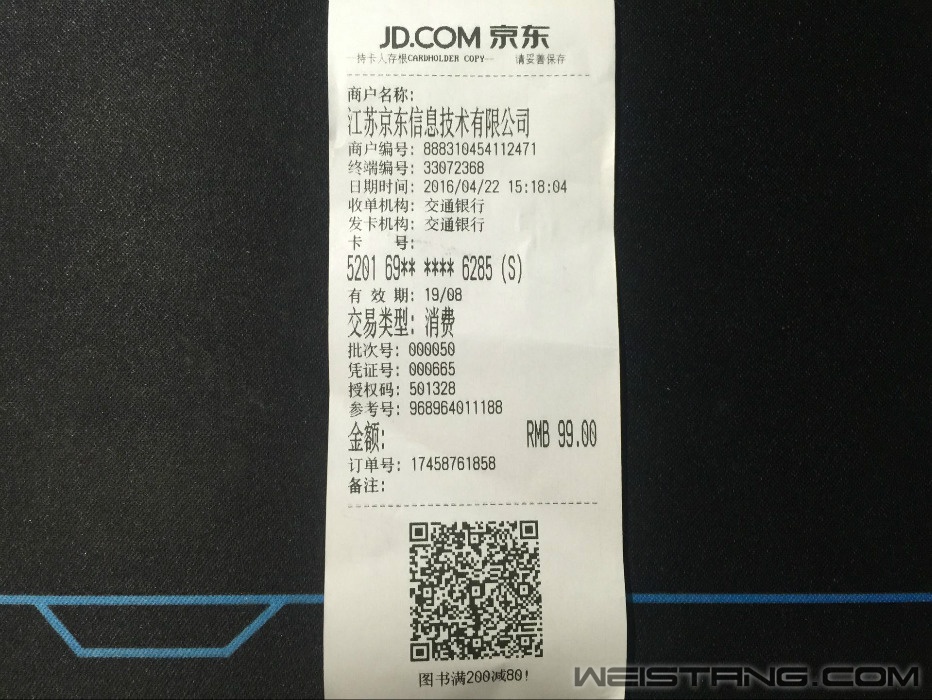 JD.COM 京东
—持卡人存根CARDHOLDER COPY— 请妥善保存
商户名称:
江苏京东信息技术有限公司
商户编号: 888310454112471
终端编号: 33072368
日期时间: 2016/04/22 15:18:04
收单机构: 交通银行
发卡机构: 交通银行
卡 号:
5201 69** **** 6285 (S)
有 效 期: 19/08
交易类型: 消费
批次号: 000050
凭证号: 000665
授权码: 501328
参考号: 968964011188
金额: RMB 99.00
订单号: 17458761858
备注:
图书满200减80!
WEISTANG.COM